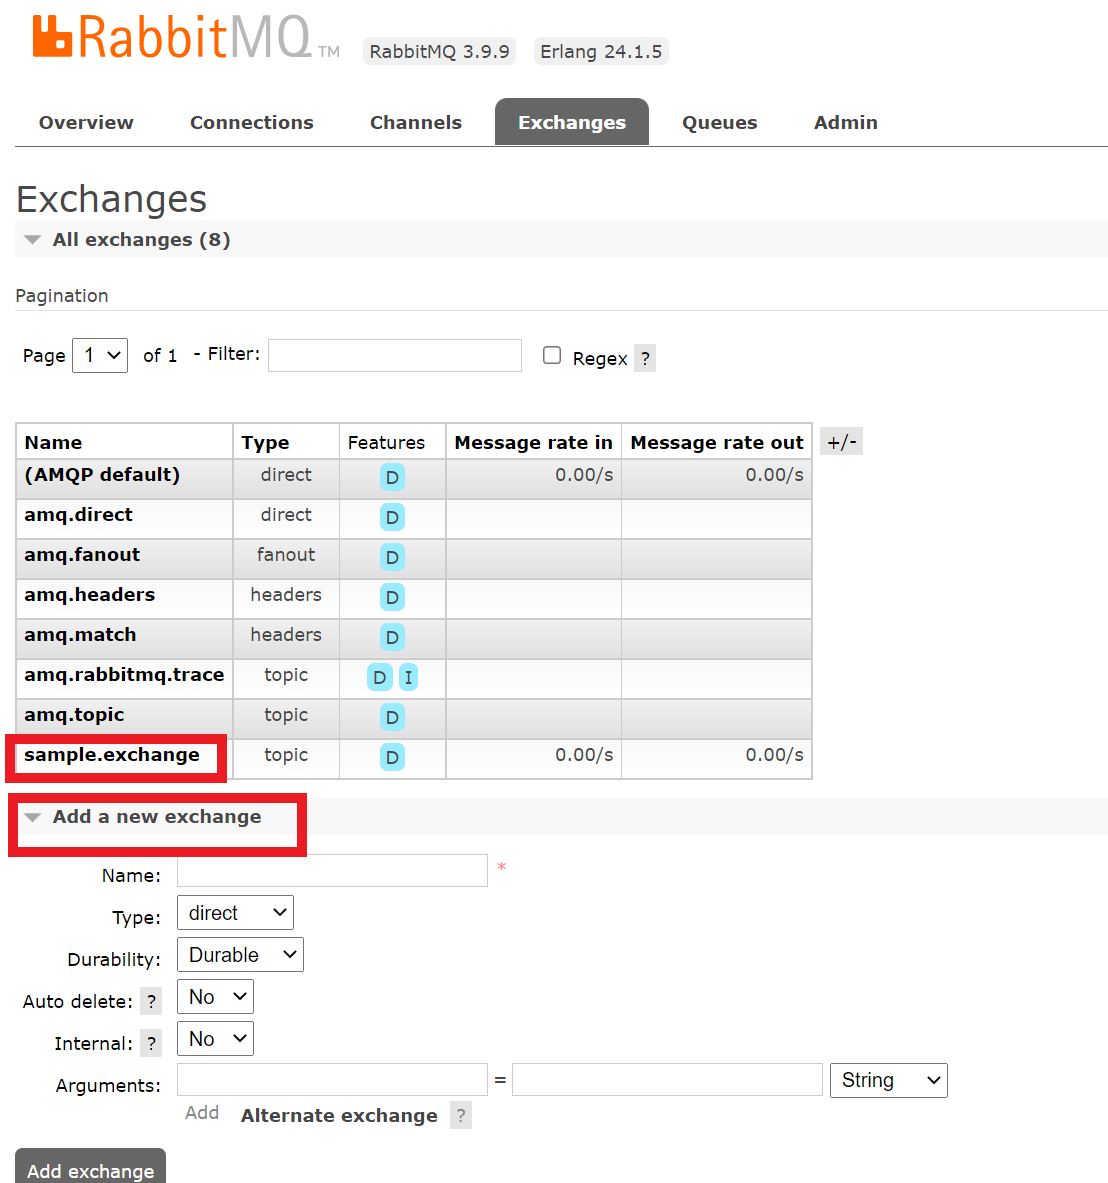 RabbitMQ TM RabbitMQ 3.9.9 Erlang 24.1.5
Overview Connections Channels Exchanges Queues Admin
Exchanges
All exchanges (8)
Pagination
Page 1 of 1 - Filter: Regex ?
Name Type Features Message rate in Message rate out +/-
(AMQP default) direct D 0.00/s 0.00/s
amq.direct direct D
amq.fanout fanout D
amq.headers headers D
amq.match headers D
amq.rabbitmq.trace topic D I
amq.topic topic D
sample.exchange topic D 0.00/s 0.00/s
Add a new exchange
Name: *
Type: direct
Durability: Durable
Auto delete: ? No
Internal: ? No
Arguments: = String
Add Alternate exchange ?
Add exchange